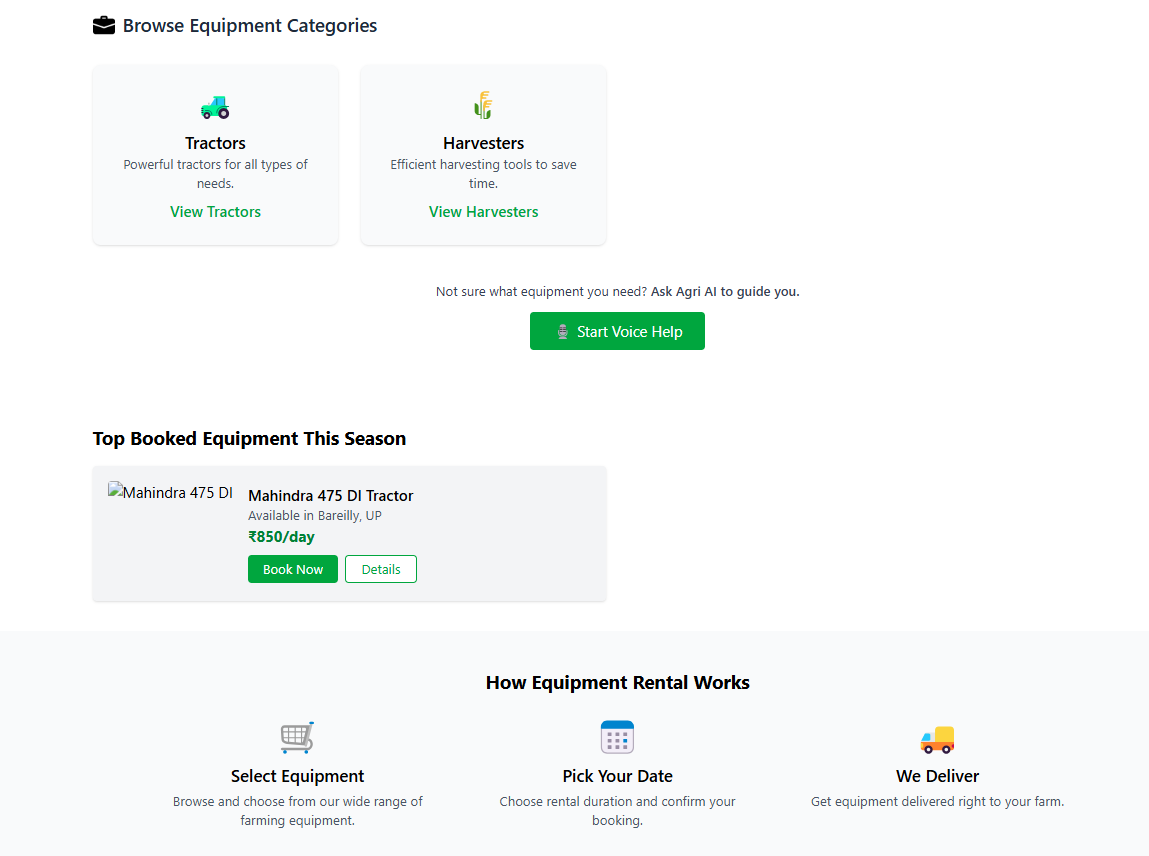 Browse Equipment Categories
Tractors
Powerful tractors for all types of
needs.
View Tractors
Harvesters
Efficient harvesting tools to save
time.
View Harvesters
Not sure what equipment you need? Ask Agri AI to guide you.
Start Voice Help
Top Booked Equipment This Season
Mahindra 475 DI
Mahindra 475 DI Tractor
Available in Bareilly, UP
₹850/day
Book Now
Details
How Equipment Rental Works
Select Equipment
Browse and choose from our wide range of
farming equipment.
Pick Your Date
Choose rental duration and confirm your
booking.
We Deliver
Get equipment delivered right to your farm.